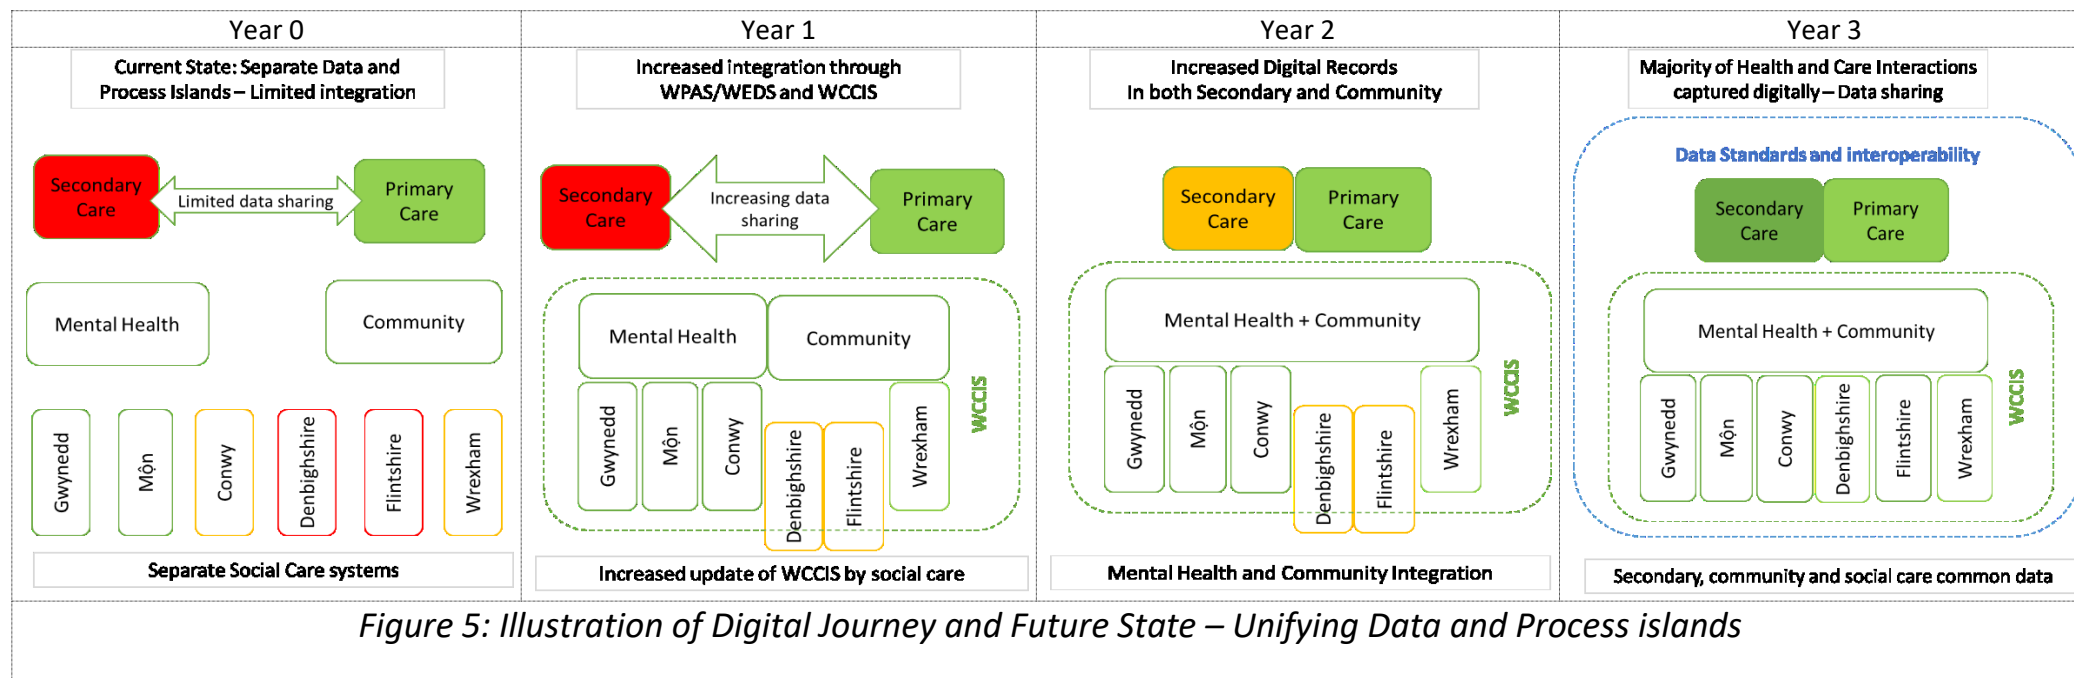 Year 0
Current State: Separate Data and
Process Islands – Limited integration
Secondary
Care
Limited data sharing
Primary
Care
Mental Health
Community
Gwynedd
Mộn
Conwy
Denbighshire
Flintshire
Wrexham
Separate Social Care systems
Year 1
Increased integration through
WPAS/WEDS and WCCIS
Secondary
Care
Increasing data
sharing
Primary
Care
Mental Health
Community
Gwynedd
Mộn
Conwy
Denbighshire
Flintshire
Wrexham
WCCIS
Increased update of WCCIS by social care
Year 2
Increased Digital Records
In both Secondary and Community
Secondary
Care
Primary
Care
Mental Health + Community
Gwynedd
Mộn
Conwy
Denbighshire
Flintshire
Wrexham
WCCIS
Mental Health and Community Integration
Year 3
Majority of Health and Care Interactions
captured digitally – Data sharing
Data Standards and interoperability
Secondary
Care
Primary
Care
Mental Health + Community
Gwynedd
Mộn
Conwy
Denbighshire
Flintshire
Wrexham
WCCIS
Secondary, community and social care common data
Figure 5: Illustration of Digital Journey and Future State – Unifying Data and Process islands